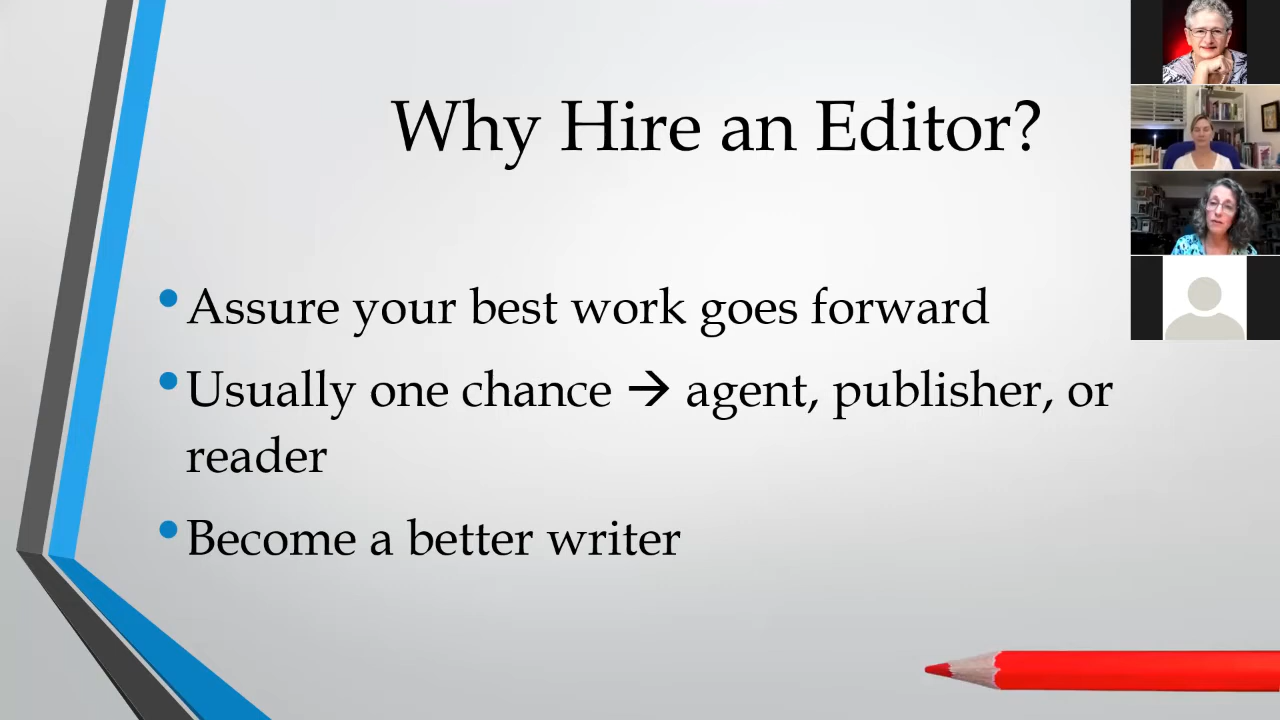 Why Hire an Editor?
•Assure your best work goes forward
•Usually one chance → agent, publisher, or
reader
•Become a better writer